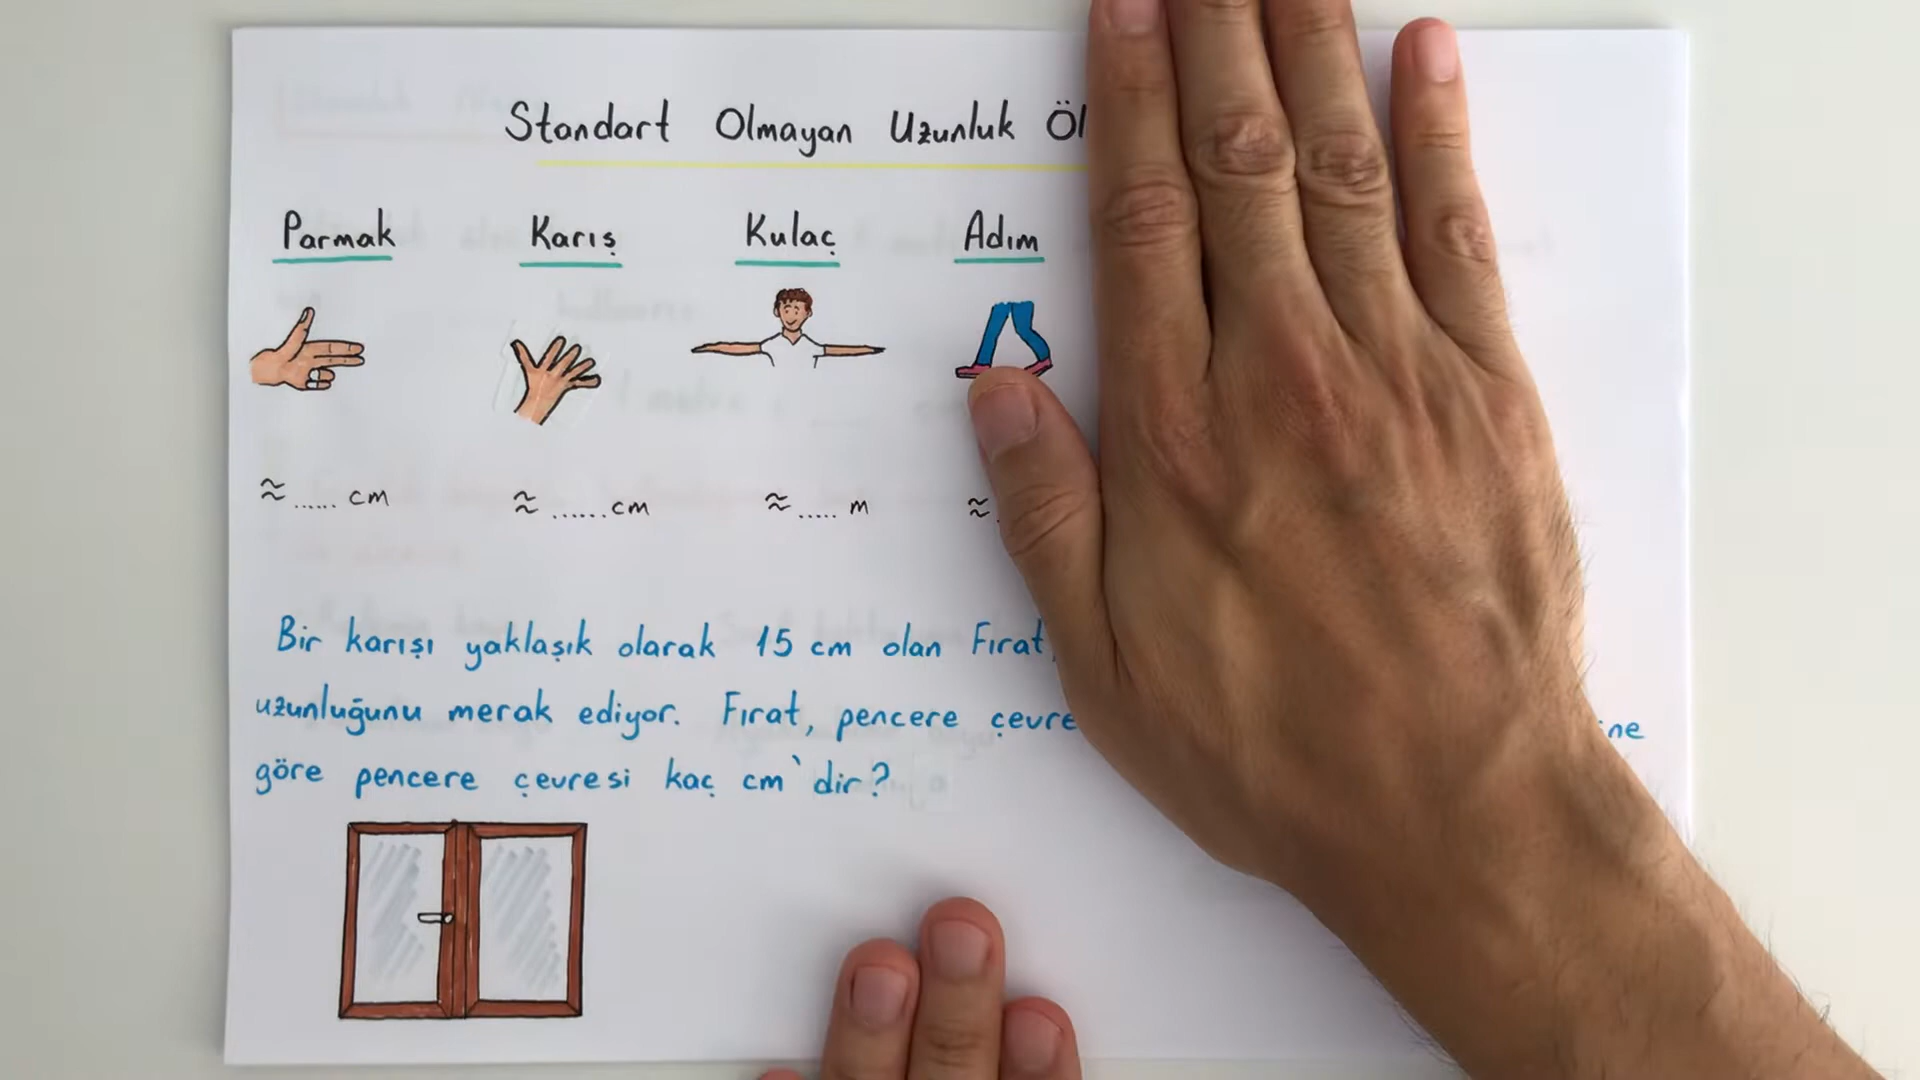 Standart Olmayan Uzunluk Öl
Parmak Karış Kulaç Adım
≈ ...... cm ≈ ...... cm ≈ ..... m ≈ .
Bir karışı yaklaşık olarak 15 cm olan Fırat,
uzunluğunu merak ediyor. Fırat, pencere çevre ine
göre pencere çevresi kaç cm'dir?